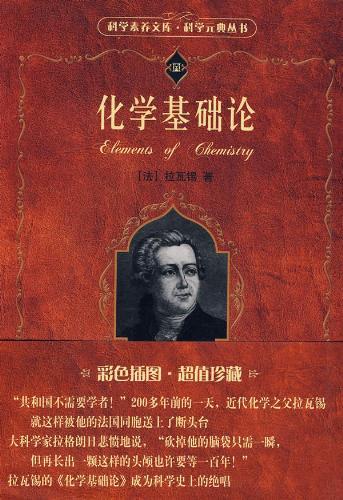 科学素养文库·科学元典丛书
化学基础论
Elements of Chemistry
［法］拉瓦锡 著
彩色插图·超值珍藏
“共和国不需要学者！”200多年前的一天，近代化学之父拉瓦锡
就这样被他的法国同胞送上了断头台
大科学家拉格朗日悲愤地说，“砍掉他的脑袋只需一瞬，
但再长出一颗这样的头颅也许要等一百年！”
拉瓦锡的《化学基础论》成为科学史上的绝唱